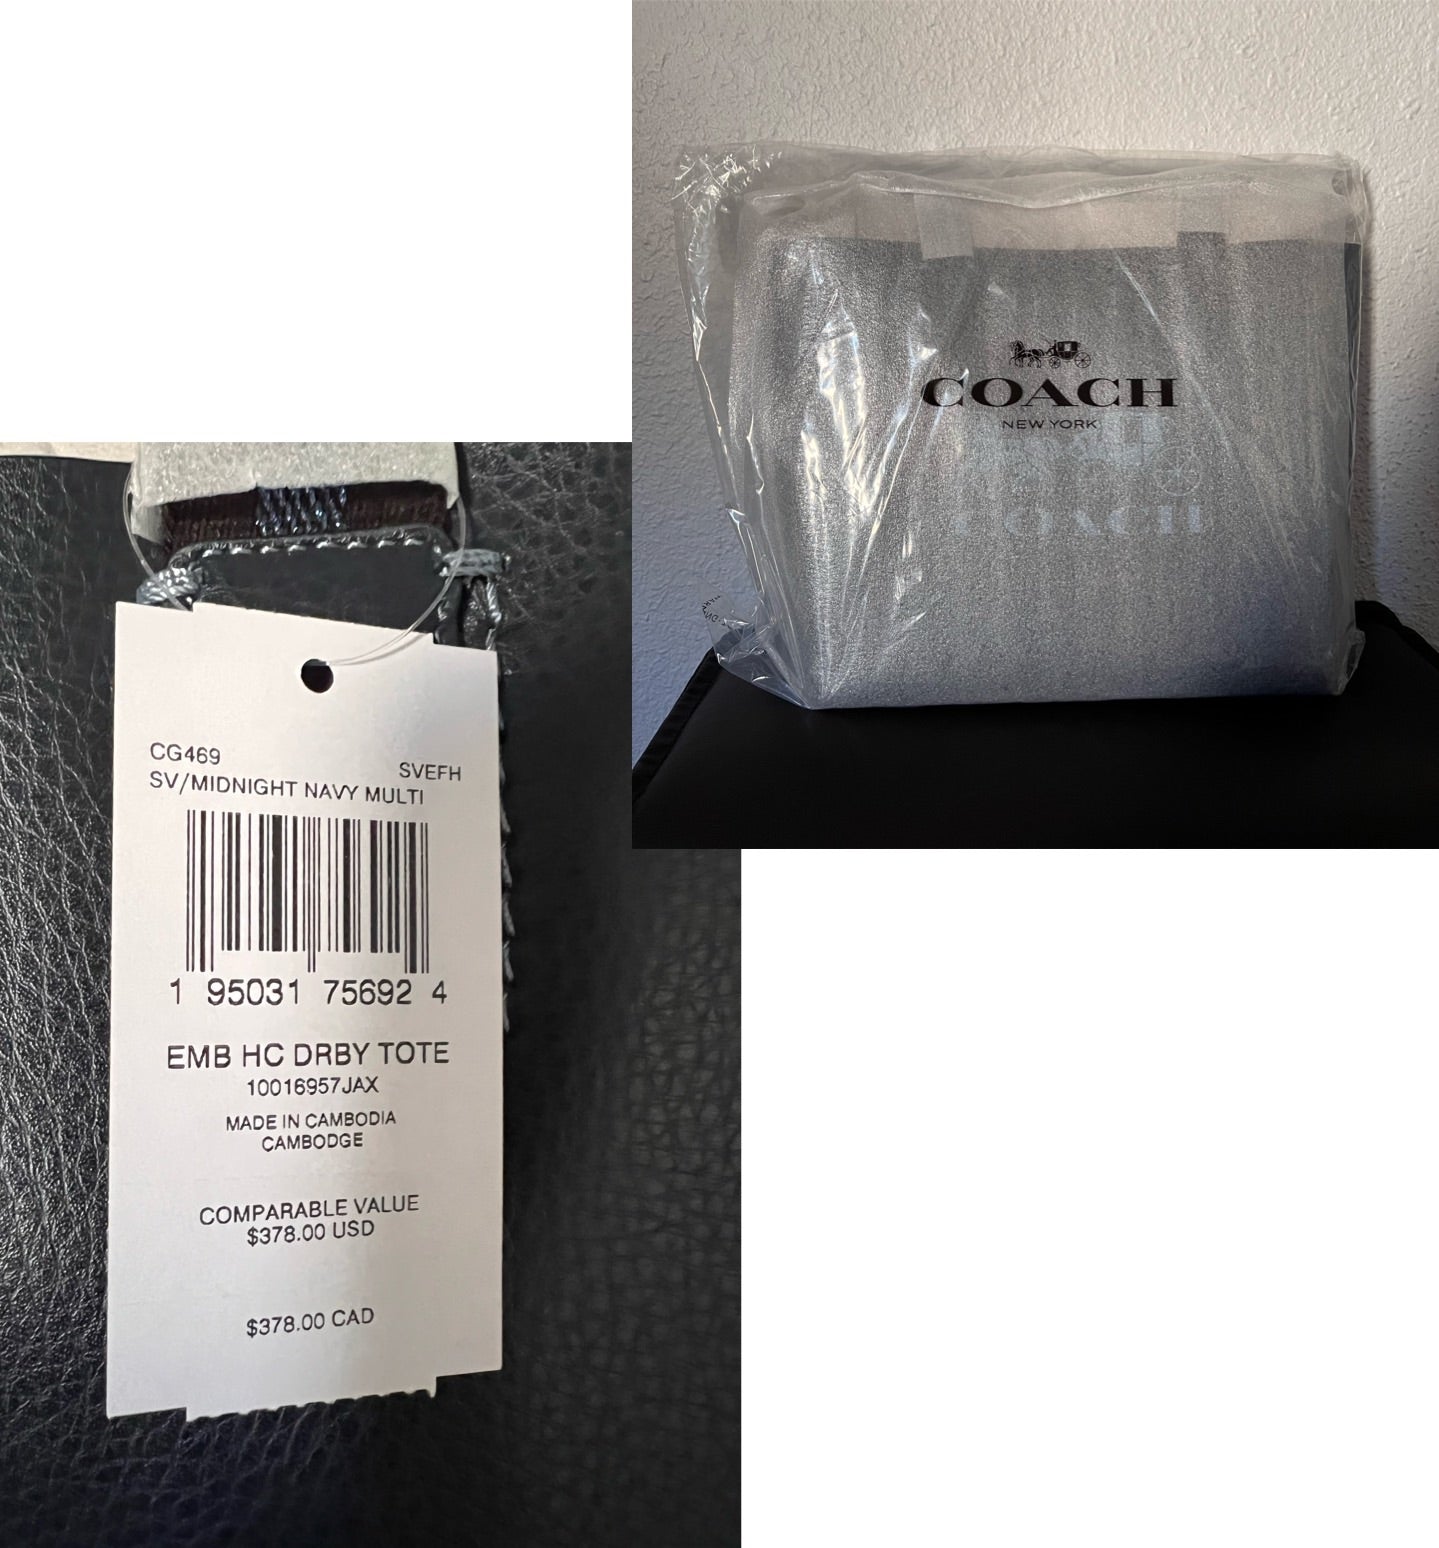 CG469
SVEFH
SV/MIDNIGHT NAVY MULTI
1 95031 75692 4
EMB HC DRBY TOTE
10016957JAX
MADE IN CAMBODIA
CAMBODGE
COMPARABLE VALUE
$378.00 USD
$378.00 CAD
COACH
NEW YORK
COACH